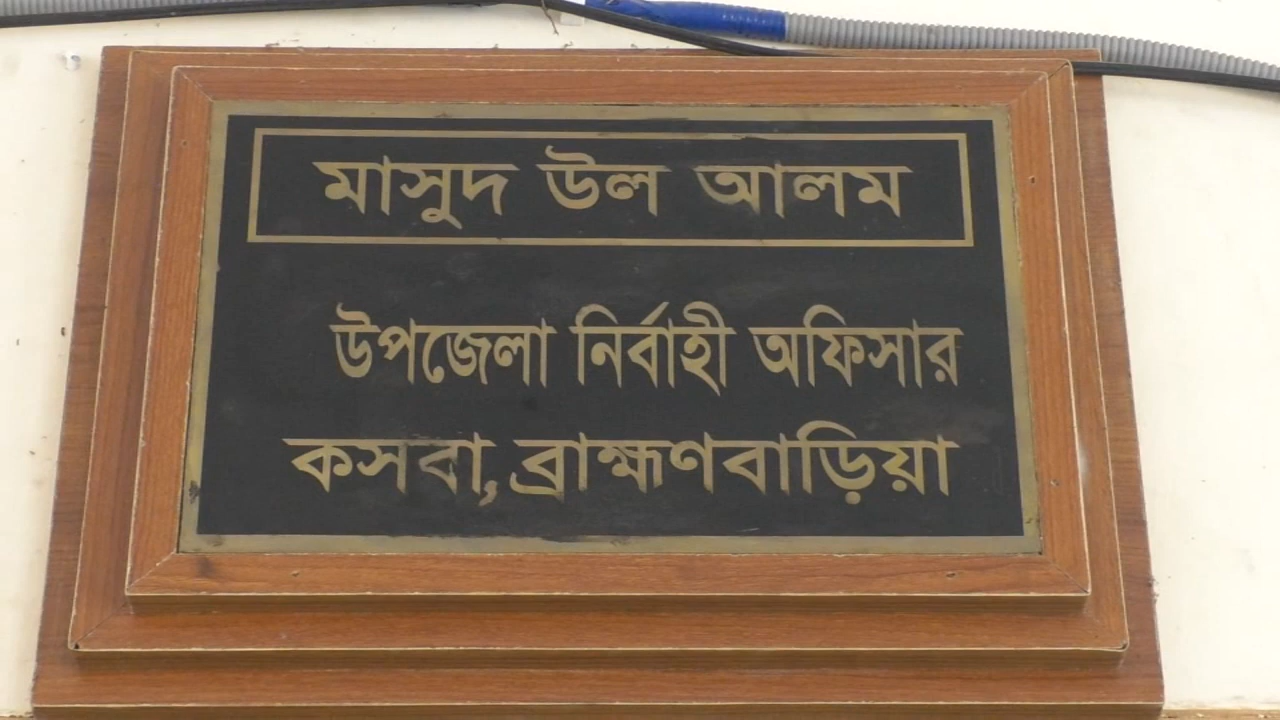 মাসুদ উল আলম
উপজেলা নির্বাহী অফিসার
কসবা, ব্রাহ্মণবাড়িয়া